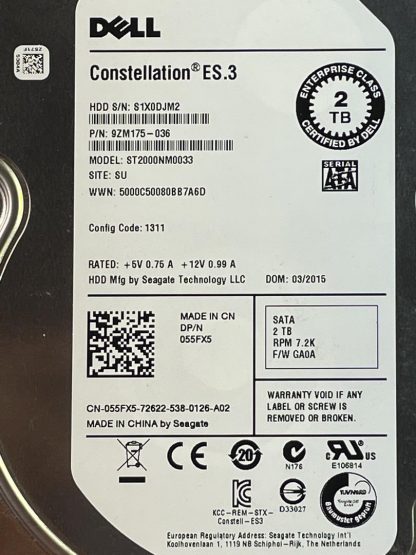 DELL
Constellation® ES.3
ENTERPRISE CLASS
2
TB
CERTIFIED BY DELL
HDD S/N: S1X0DJM2
P/N: 9ZM175-036
MODEL: ST2000NM0033
SITE: SU
WWN: 5000C50080BB7A6D
SERIAL
SATA
Config Code: 1311
RATED: +5V 0.75 A +12V 0.99 A
HDD Mfg by Seagate Technology LLC
DOM: 03/2015
MADE IN CN
DP/N
055FX5
SATA
2 TB
RPM 7.2K
F/W GA0A
CN-055FX5-72622-538-0126-A02
MADE IN CHINA by Seagate
WARRANTY VOID IF ANY
LABEL OR SCREW IS
REMOVED OR BROKEN.
CE
20
N176
c RU US
E106814
KCC-REM-STX-
Constell-ES3
D33027
European Regulatory Address: Seagate Technology Int'l
Koolhovenlaan 1, 1119 NB Schiphol-Rijk, The Netherlands